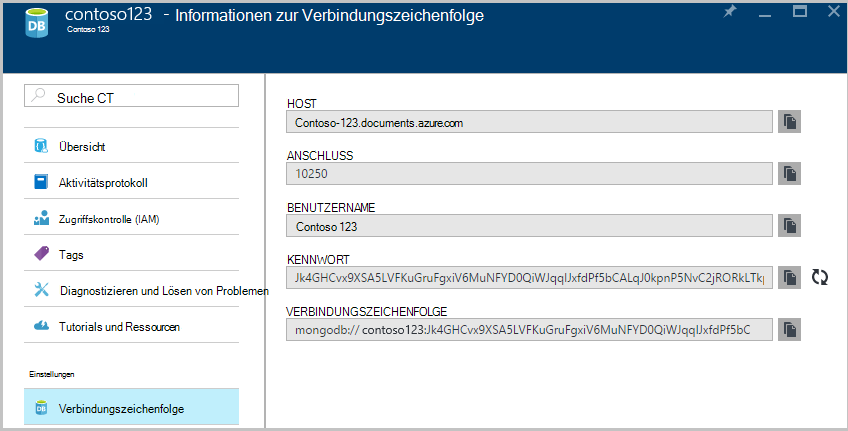 contoso123 - Informationen zur Verbindungszeichenfolge
Contoso 123
DB
Suche CT
Übersicht
Aktivitätsprotokoll
Zugriffskontrolle (IAM)
Tags
Diagnostizieren und Lösen von Problemen
Tutorials und Ressourcen
Einstellungen
DB
Verbindungszeichenfolge
HOST
Contoso-123.documents.azure.com
ANSCHLUSS
10250
BENUTZERNAME
Contoso 123
KENNWORT
Jk4GHCvx9XSA5LVFKuGruFgxiV6MuNFYD0QiWJqqIJxfdPf5bCALqJ0kpnP5NvC2jRORkLTkp
VERBINDUNGSZEICHENFOLGE
mongodb:// contoso123:Jk4GHCvx9XSA5LVFKuGruFgxiV6MuNFYD0QiWJqqIJxfdPf5bC